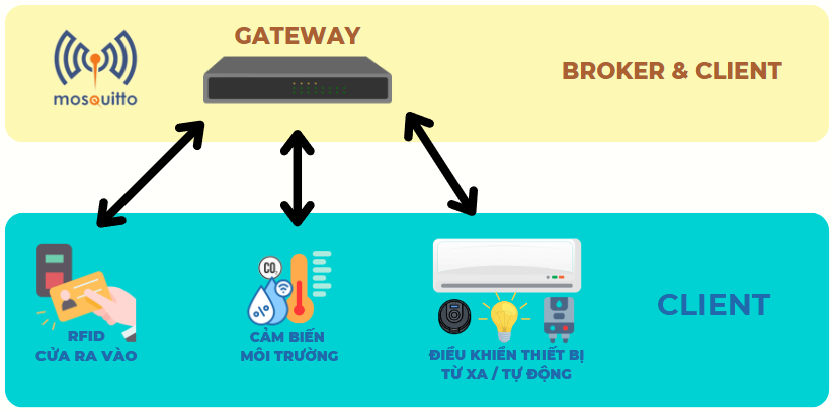 GATEWAY
mosquitto
BROKER & CLIENT
CO₂
%
RFID
CỬA RA VÀO
CẢM BIẾN
MÔI TRƯỜNG
ĐIỀU KHIỂN THIẾT BỊ
TỪ XA / TỰ ĐỘNG
CLIENT